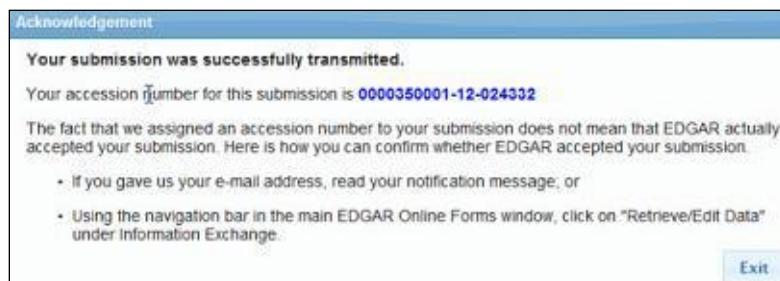 Acknowledgement
Your submission was successfully transmitted.
Your accession number for this submission is 0000350001-12-024332
The fact that we assigned an accession number to your submission does not mean that EDGAR actually
accepted your submission. Here is how you can confirm whether EDGAR accepted your submission.
• If you gave us your e-mail address, read your notification message; or
• Using the navigation bar in the main EDGAR Online Forms window, click on "Retrieve/Edit Data"
under Information Exchange.
Exit